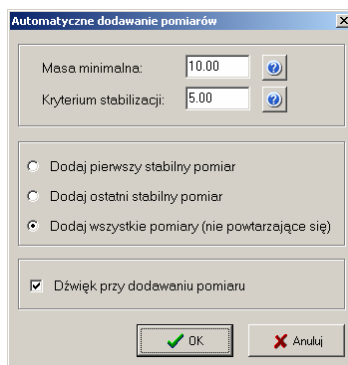 Automatyczne dodawanie pomiarów
Masa minimalna: 10.00
Kryterium stabilizacji: 5.00
Dodaj pierwszy stabilny pomiar
Dodaj ostatni stabilny pomiar
Dodaj wszystkie pomiary (nie powtarzające się)
Dźwięk przy dodawaniu pomiaru
OK Anuluj